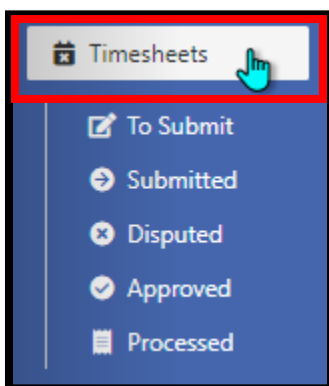 Timesheets
To Submit
Submitted
Disputed
Approved
Processed